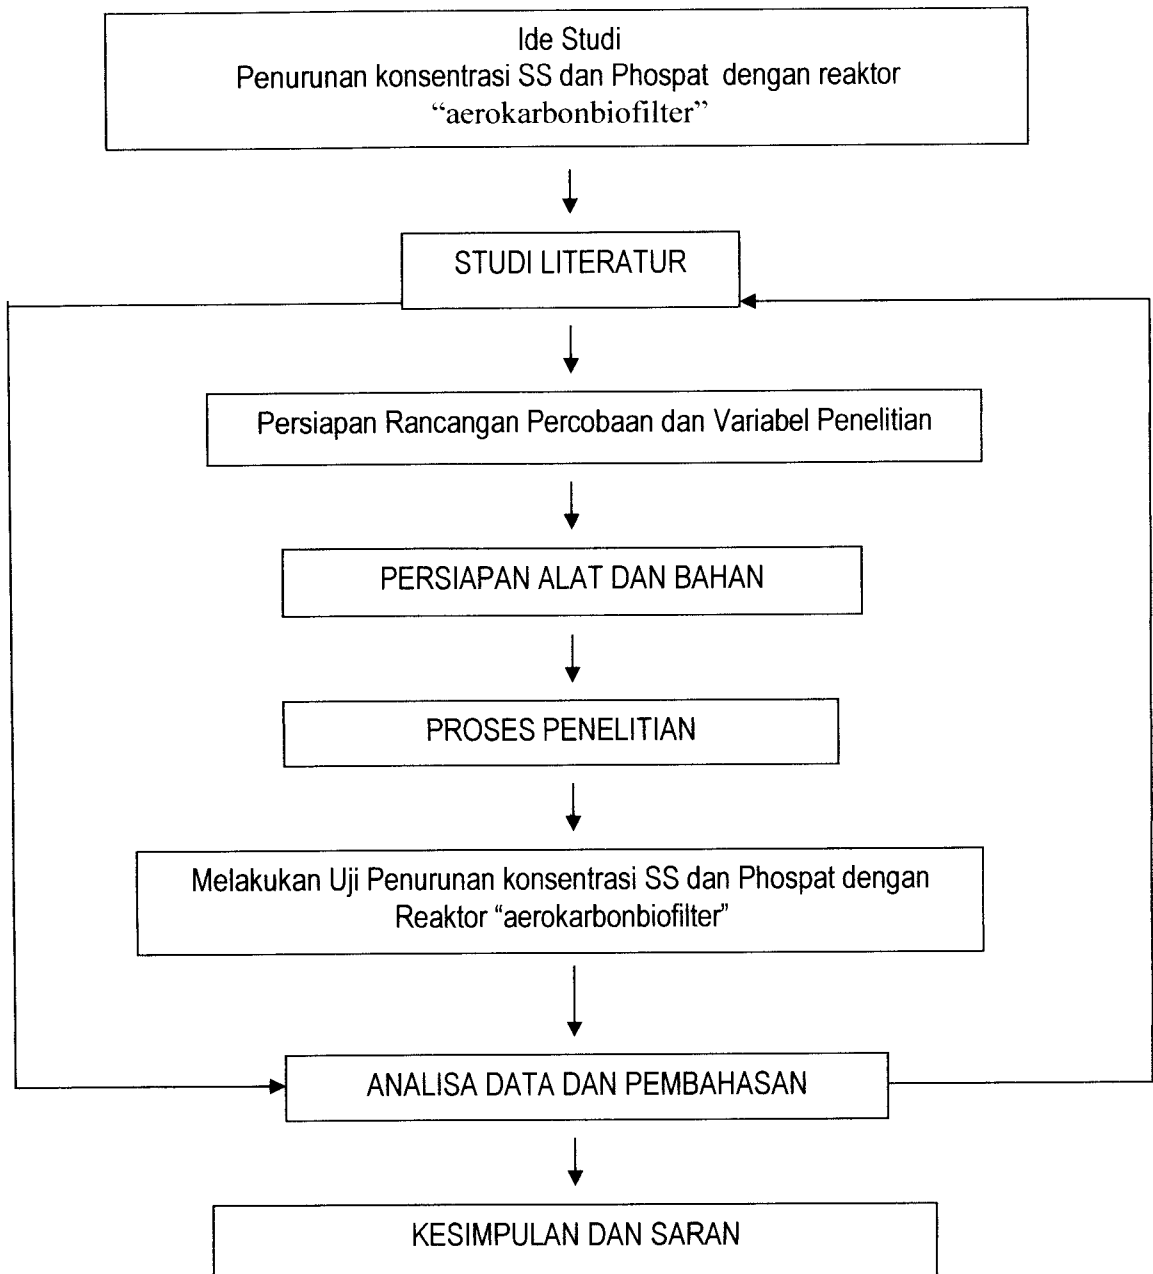 Ide Studi
Penurunan konsentrasi SS dan Phospat dengan reaktor
“aerokarbonbiofilter”
STUDI LITERATUR
Persiapan Rancangan Percobaan dan Variabel Penelitian
PERSIAPAN ALAT DAN BAHAN
PROSES PENELITIAN
Melakukan Uji Penurunan konsentrasi SS dan Phospat dengan
Reaktor “aerokarbonbiofilter”
ANALISA DATA DAN PEMBAHASAN
KESIMPULAN DAN SARAN